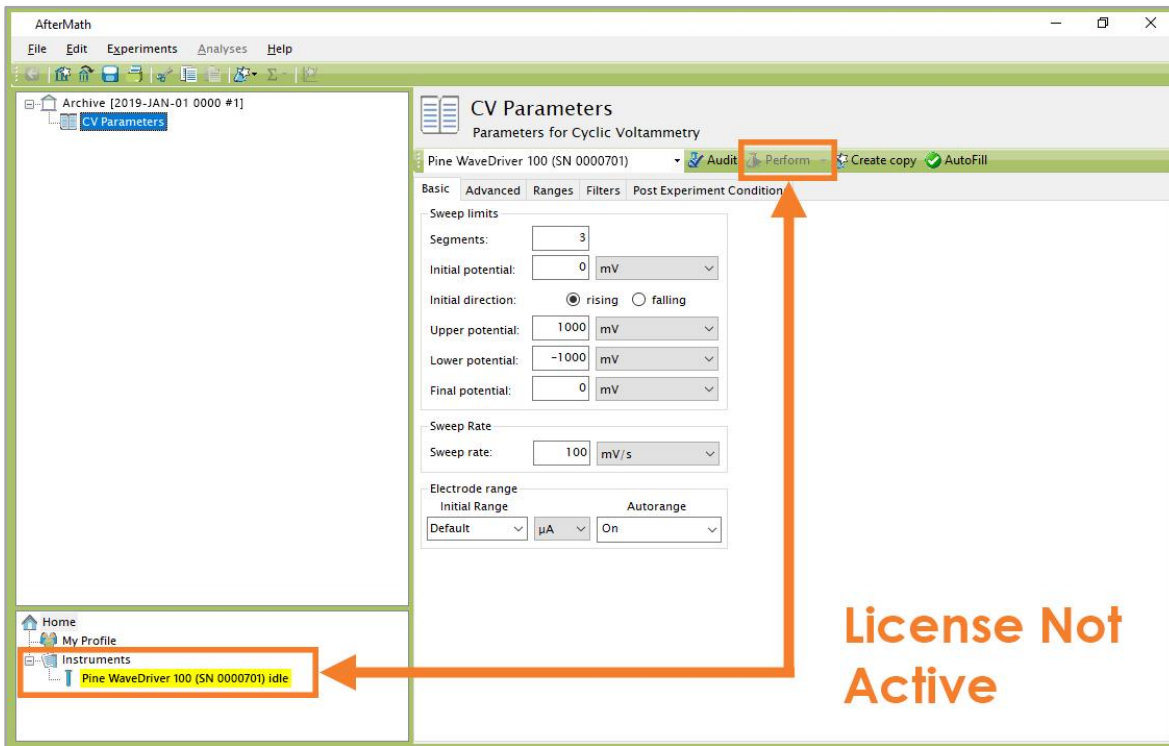 AfterMath
File Edit Experiments Analyses Help
Archive [2019-JAN-01 0000 #1]
CV Parameters
CV Parameters
Parameters for Cyclic Voltammetry
Pine WaveDriver 100 (SN 0000701) Audit Perform Create copy AutoFill
Basic Advanced Ranges Filters Post Experiment Condition
Sweep limits
Segments: 3
Initial potential: 0 mV
Initial direction: rising falling
Upper potential: 1000 mV
Lower potential: -1000 mV
Final potential: 0 mV
Sweep Rate
Sweep rate: 100 mV/s
Electrode range
Initial Range Autorange
Default µA On
Home
My Profile
Instruments
Pine WaveDriver 100 (SN 0000701) idle
License Not
Active